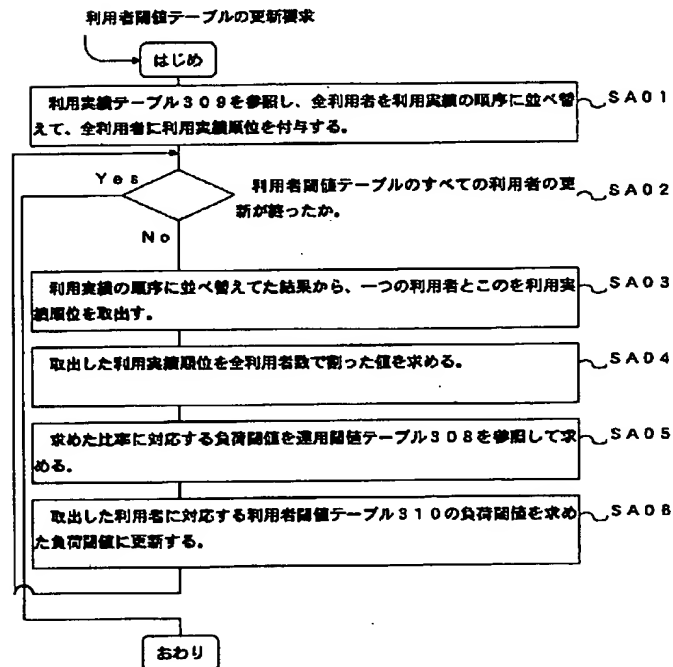 利用者閾値テーブルの更新要求
はじめ
利用実績テーブル309を参照し、全利用者を利用実績の順序に並べ替
えて、全利用者に利用実績順位を付与する。
SA01
Yes
利用者閾値テーブルのすべての利用者の更
新が終ったか。
SA02
No
利用実績の順序に並べ替えてた結果から、一つの利用者とこのを利用実
績順位を取出す。
SA03
取出した利用実績順位を全利用者数で割った値を求める。
SA04
求めた比率に対応する負荷閾値を運用閾値テーブル308を参照して求
める。
SA05
取出した利用者に対応する利用者閾値テーブル310の負荷閾値を求め
た負荷閾値に更新する。
SA06
おわり